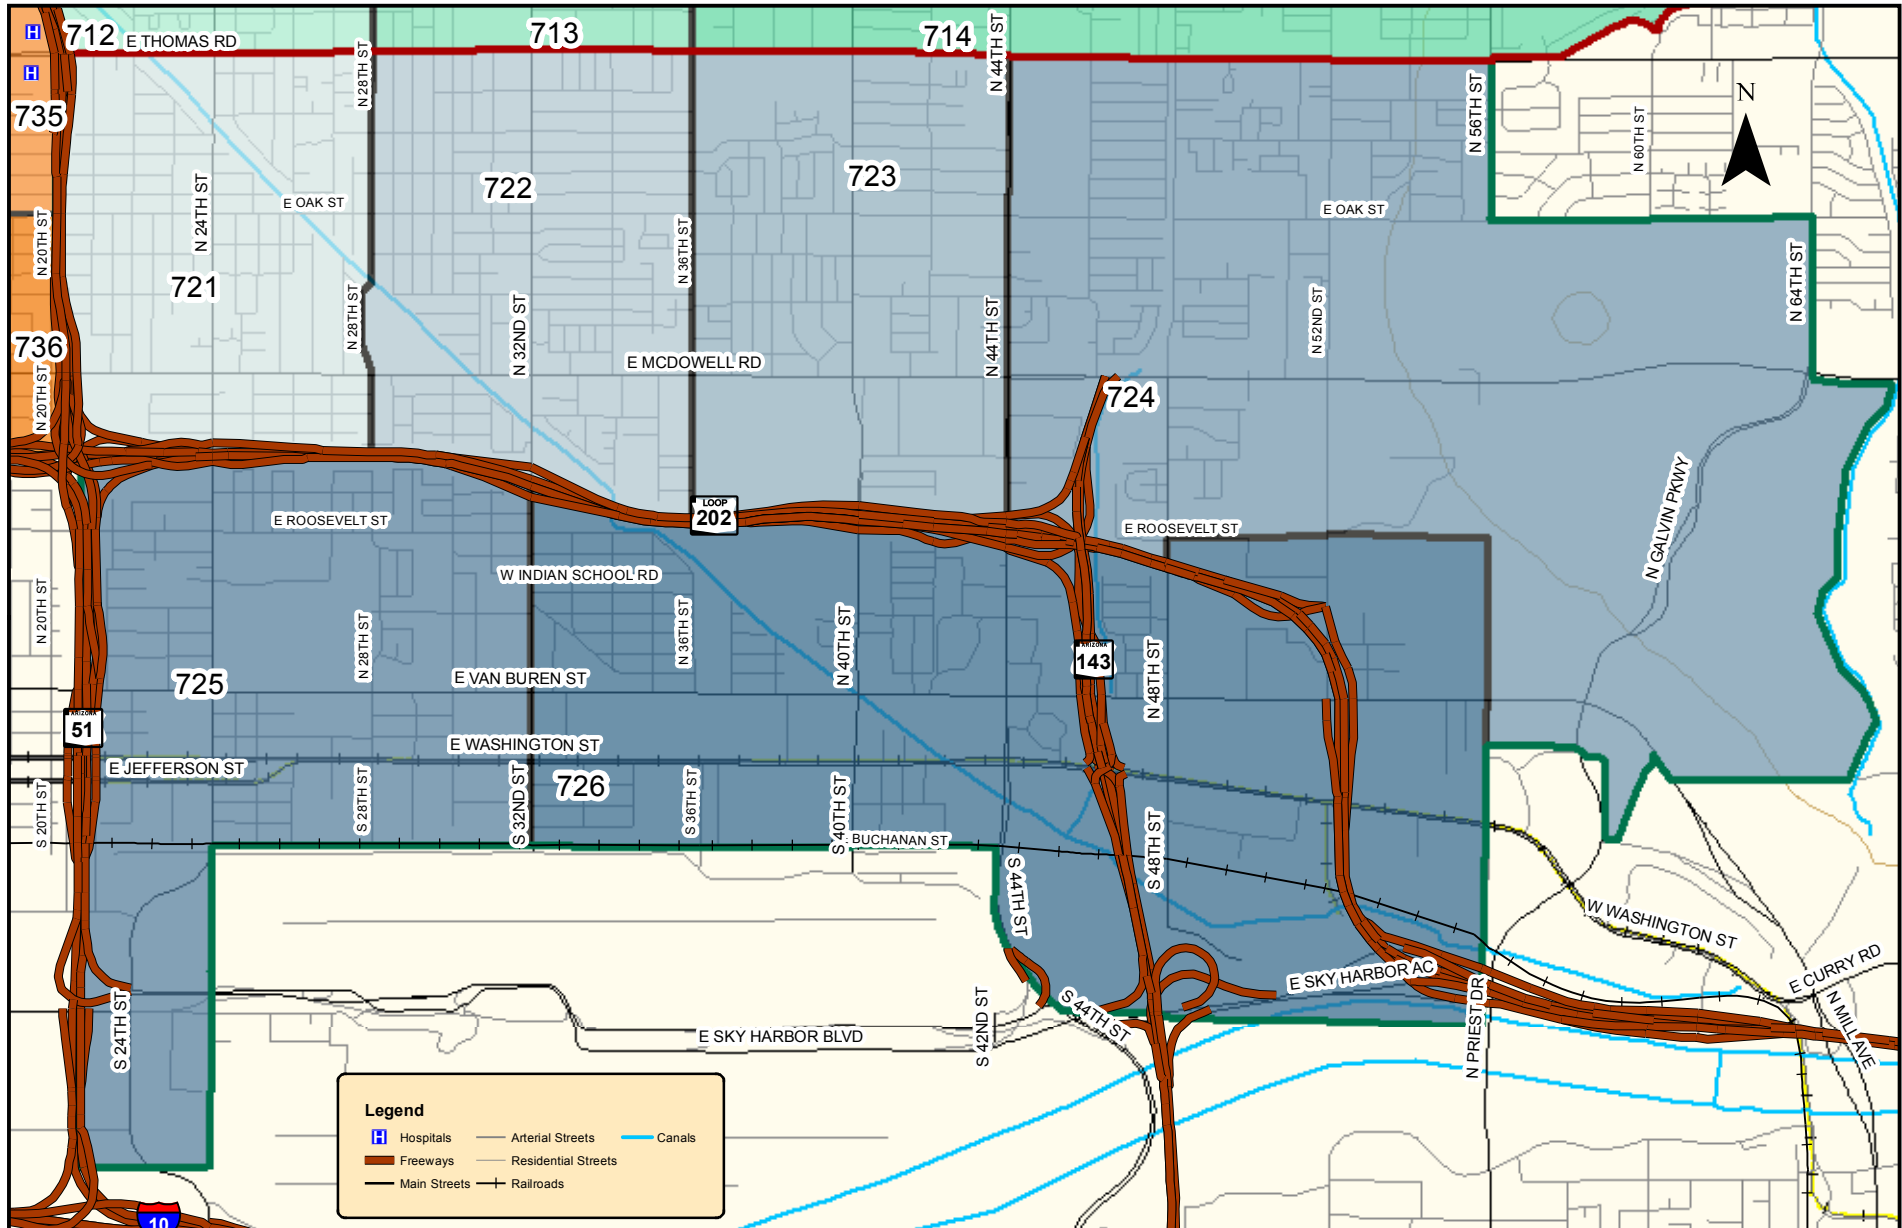 712
E THOMAS RD
713
714
N 28TH ST
N 44TH ST
N 56TH ST
N 60TH ST
N
H
H
735
N 24TH ST
E OAK ST
722
723
E OAK ST
N 20TH ST
N 36TH ST
N 64TH ST
721
N 28TH ST
N 32ND ST
N 44TH ST
N 52ND ST
736
E MCDOWELL RD
N 20TH ST
724
LOOP
202
E ROOSEVELT ST
E ROOSEVELT ST
N GALVIN PKWY
W INDIAN SCHOOL RD
N 20TH ST
N 28TH ST
N 36TH ST
N 40TH ST
ARIZONA
143
N 48TH ST
725
E VAN BUREN ST
ARIZONA
51
E WASHINGTON ST
E JEFFERSON ST
726
S 20TH ST
S 28TH ST
S 32ND ST
S 36TH ST
S 40TH ST
BUCHANAN ST
S 48TH ST
S 44TH ST
W WASHINGTON ST
E SKY HARBOR AC
E CURRY RD
S 24TH ST
S 42ND ST
S 44TH ST
N PRIEST DR
N MILL AVE
E SKY HARBOR BLVD
Legend
H Hospitals
Arterial Streets
Canals
Freeways
Residential Streets
Main Streets
Railroads
10